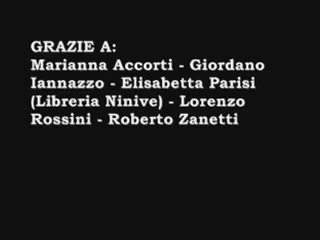 GRAZIE A:
Marianna Accorti - Giordano
Iannazzo - Elisabetta Parisi
(Libreria Ninive) - Lorenzo
Rossini - Roberto Zanetti